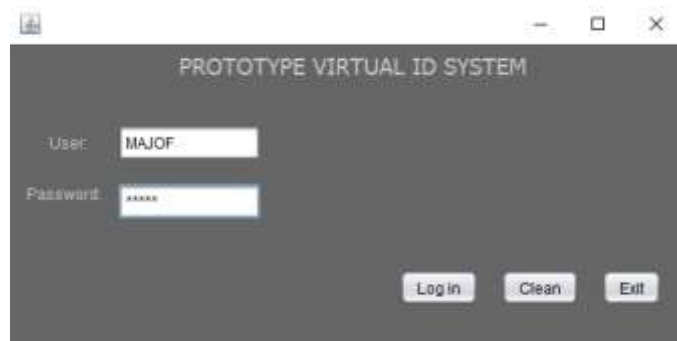 PROTOTYPE VIRTUAL ID SYSTEM
User:
MAJOF
Password:
*****
Log in Clean Exit